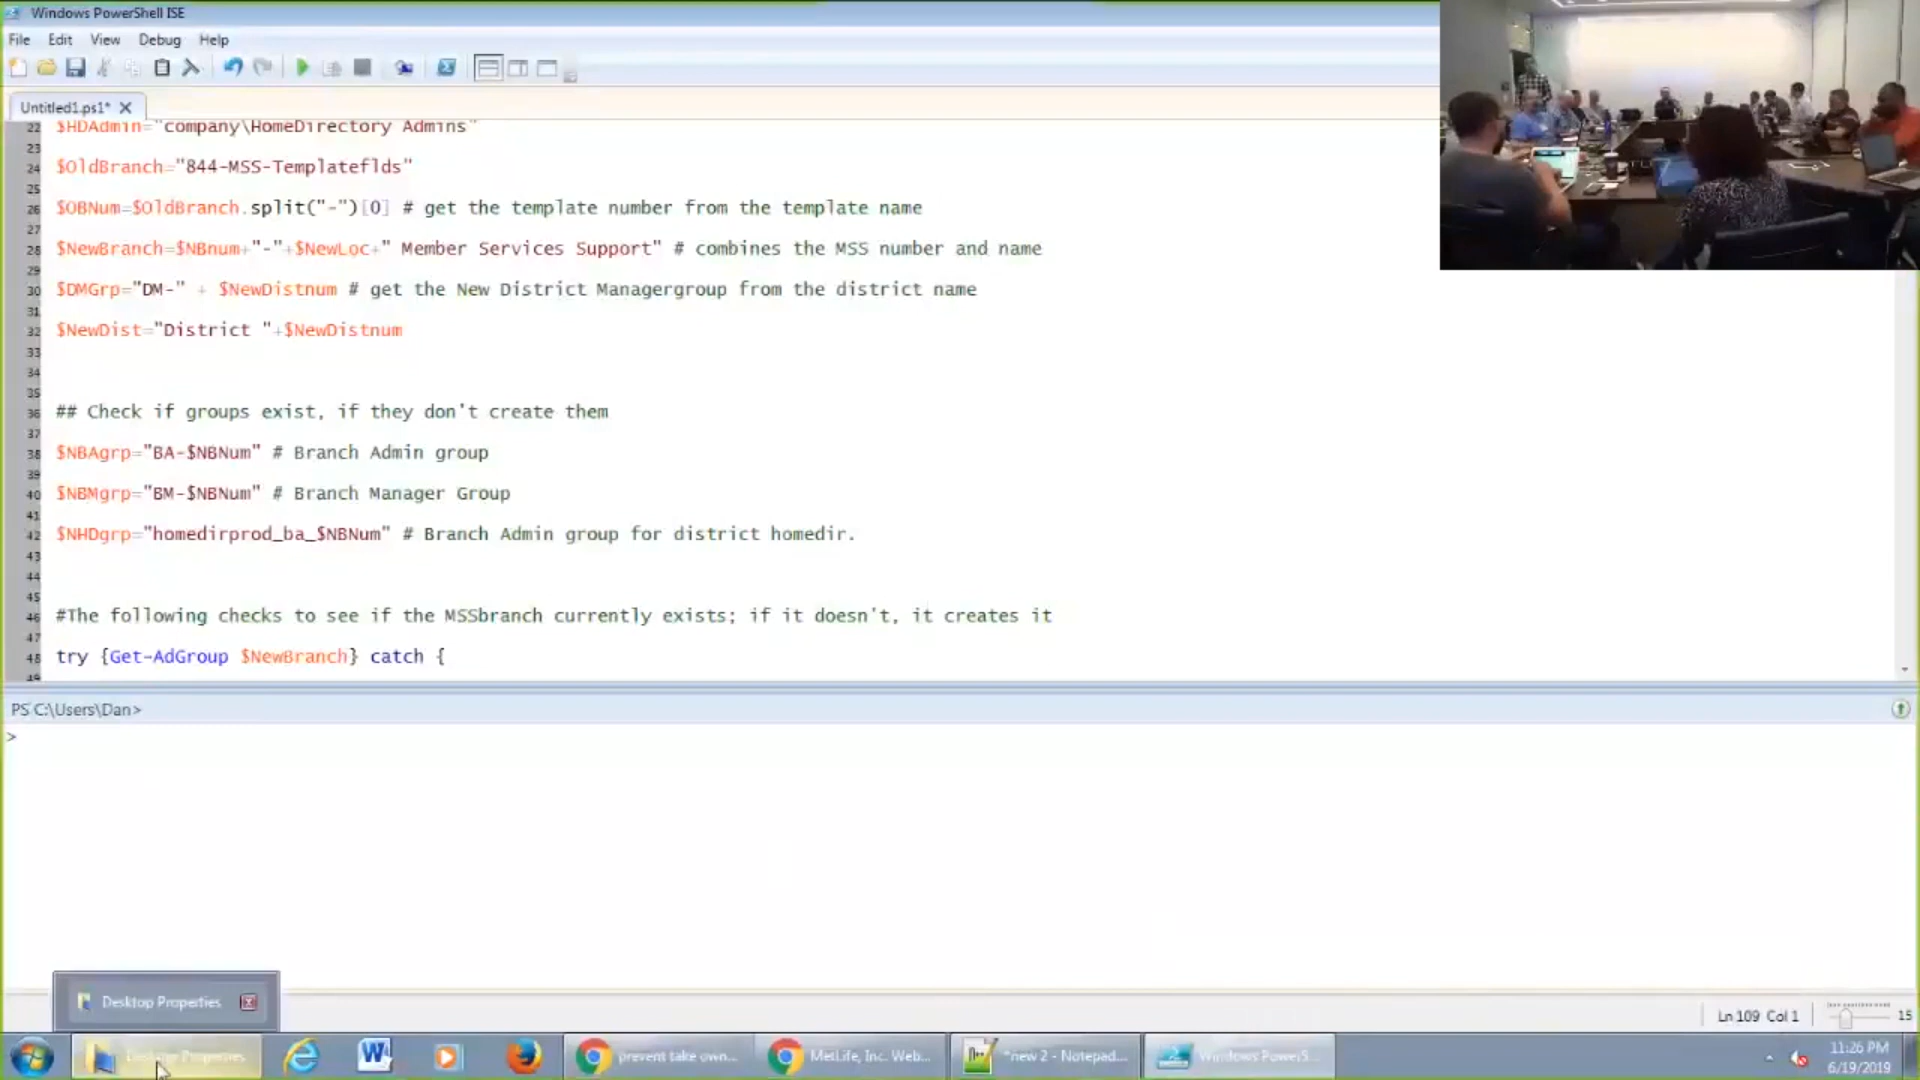 Windows PowerShell ISE
File Edit View Debug Help
Untitled1.ps1*
22 $HDAdmin="company\HomeDirectory Admins"
23
24 $OldBranch="844-MSS-Templateflds"
25
26 $OBNum=$OldBranch.split("-")[0] # get the template number from the template name
27
28 $NewBranch=$NBnum+"-"+$NewLoc+" Member Services Support" # combines the MSS number and name
29
30 $DMGrp="DM-" + $NewDistnum # get the New District Managergroup from the district name
31
32 $NewDist="District "+$NewDistnum
33
34
35
36 ## Check if groups exist, if they don't create them
37
38 $NBAgrp="BA-$NBNum" # Branch Admin group
39
40 $NBMgrp="BM-$NBNum" # Branch Manager Group
41
42 $NHDgrp="homedirprod_ba_$NBNum" # Branch Admin group for district homedir.
43
44
45
46 #The following checks to see if the MSSbranch currently exists; if it doesn't, it creates it
47
48 try {Get-AdGroup $NewBranch} catch {
49
PS C:\Users\Dan>
>
Desktop Properties
Ln 109 Col 1 15
Desktop Properties prevent take own... MetLife, Inc. Web... *new 2 - Notepad... Windows PowerS... 11:26 PM
6/19/2019